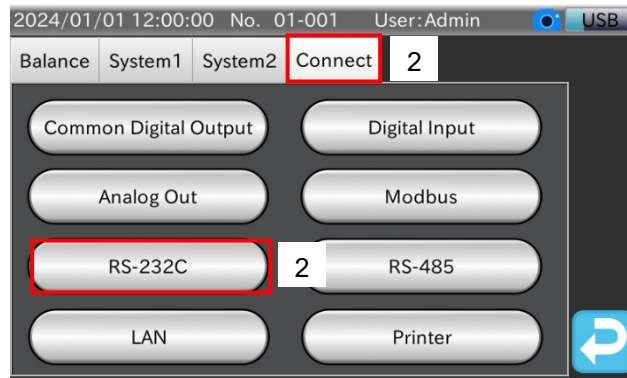 2024/01/01 12:00:00 No. 01-001 User:Admin USB
Balance System1 System2 Connect 2
Common Digital Output Digital Input
Analog Out Modbus
RS-232C 2 RS-485
LAN Printer